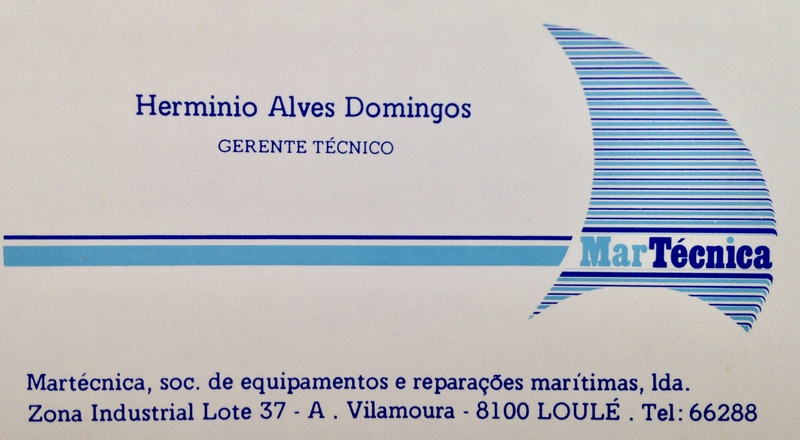 Herminio Alves Domingos
GERENTE TÉCNICO
MarTécnica
Martécnica, soc. de equipamentos e reparações marítimas, lda.
Zona Industrial Lote 37 - A . Vilamoura - 8100 LOULÉ . Tel: 66288